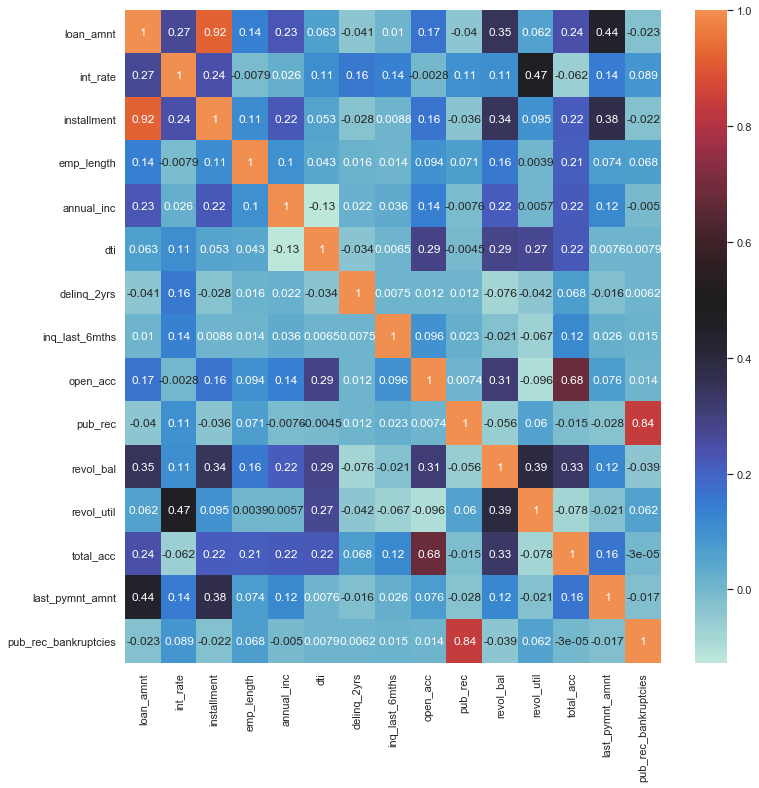 loan_amnt 1 0.27 0.92 0.14 0.23 0.063 -0.041 0.01 0.17 -0.04 0.35 0.062 0.24 0.44 -0.023
int_rate 0.27 1 0.24 -0.0079 0.026 0.11 0.16 0.14 -0.0028 0.11 0.11 0.47 -0.062 0.14 0.089
installment 0.92 0.24 1 0.11 0.22 0.053 -0.028 0.0088 0.16 -0.036 0.34 0.095 0.22 0.38 -0.022
emp_length 0.14 -0.0079 0.11 1 0.1 0.043 0.016 0.014 0.094 0.071 0.16 0.0039 0.21 0.074 0.068
annual_inc 0.23 0.026 0.22 0.1 1 -0.13 0.022 0.036 0.14 -0.0076 0.22 0.0057 0.22 0.12 -0.005
dti 0.063 0.11 0.053 0.043 -0.13 1 -0.034 0.0065 0.29 -0.0045 0.29 0.27 0.22 0.0076 0.0079
delinq_2yrs -0.041 0.16 -0.028 0.016 0.022 -0.034 1 0.0075 0.012 0.012 -0.076 -0.042 0.068 -0.016 0.0062
inq_last_6mths 0.01 0.14 0.0088 0.014 0.036 0.0065 0.0075 1 0.096 0.023 -0.021 -0.067 0.12 0.026 0.015
open_acc 0.17 -0.0028 0.16 0.094 0.14 0.29 0.012 0.096 1 0.0074 0.31 -0.096 0.68 0.076 0.014
pub_rec -0.04 0.11 -0.036 0.071 -0.0076 -0.0045 0.012 0.023 0.0074 1 -0.056 0.06 -0.015 -0.028 0.84
revol_bal 0.35 0.11 0.34 0.16 0.22 0.29 -0.076 -0.021 0.31 -0.056 1 0.39 0.33 0.12 -0.039
revol_util 0.062 0.47 0.095 0.0039 0.0057 0.27 -0.042 -0.067 -0.096 0.06 0.39 1 -0.078 -0.021 0.062
total_acc 0.24 -0.062 0.22 0.21 0.22 0.22 0.068 0.12 0.68 -0.015 0.33 -0.078 1 0.16 -3e-05
last_pymnt_amnt 0.44 0.14 0.38 0.074 0.12 0.0076 -0.016 0.026 0.076 -0.028 0.12 -0.021 0.16 1 -0.017
pub_rec_bankruptcies -0.023 0.089 -0.022 0.068 -0.005 0.0079 0.0062 0.015 0.014 0.84 -0.039 0.062 -3e-05 -0.017 1
loan_amnt int_rate installment emp_length annual_inc dti delinq_2yrs inq_last_6mths open_acc pub_rec revol_bal revol_util total_acc last_pymnt_amnt pub_rec_bankruptcies
1.0
0.8
0.6
0.4
0.2
0.0